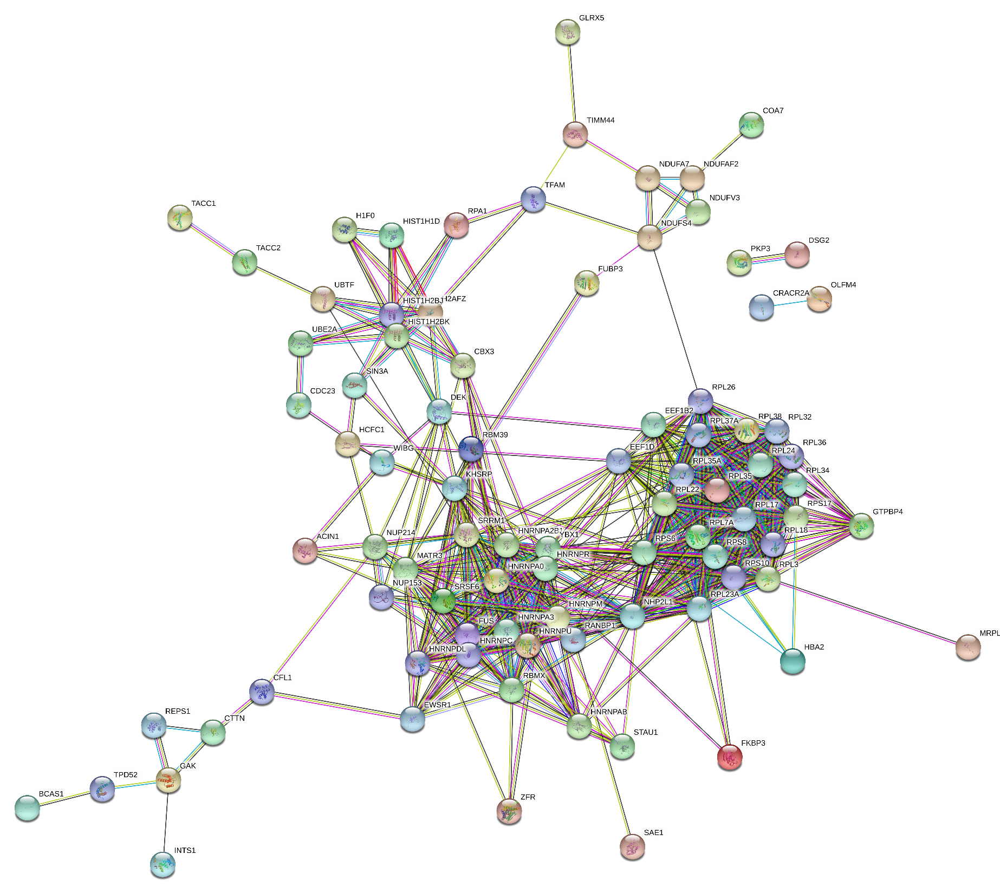 GLRX5
COA7
TIMM44
NDUFA7
NDUFAF2
TFAM
NDUFV3
TACC1
RPA1
H1F0
HIST1H1D
NDUFS4
DSG2
TACC2
PKP3
FUBP3
UBTF
OLFM4
CRACR2A
HIST1H2BJ
H2AFZ
HIST1H2BK
UBE2A
CBX3
SIN3A
RPL26
CDC23
DEK
EEF1B2
RPL37A
RPL38
RPL32
HCFC1
RBM39
RPL36
WIBG
EEF1D
RPL24
RPL35A
KHSRP
RPL35
RPL34
RPL22
RPL17
RPS17
GTPBP4
SRRM1
RPL7A
NUP214
HNRNPA2B1
YBX1
RPL18
ACIN1
RPS6
RPS8
MATR3
HNRNPR
HNRNPA0
RPS10
RPL3
NUP153
SRSF6
RPL23A
HNRNPM
NHP2L1
HNRNPA3
FUS
RANBP1
HNRNPU
MRPL
HNRNPC
HNRNPDL
HBA2
RBMX
CFL1
EWSR1
REPS1
CTTN
HNRNPAB
STAU1
FKBP3
GAK
TPD52
BCAS1
ZFR
SAE1
INTS1